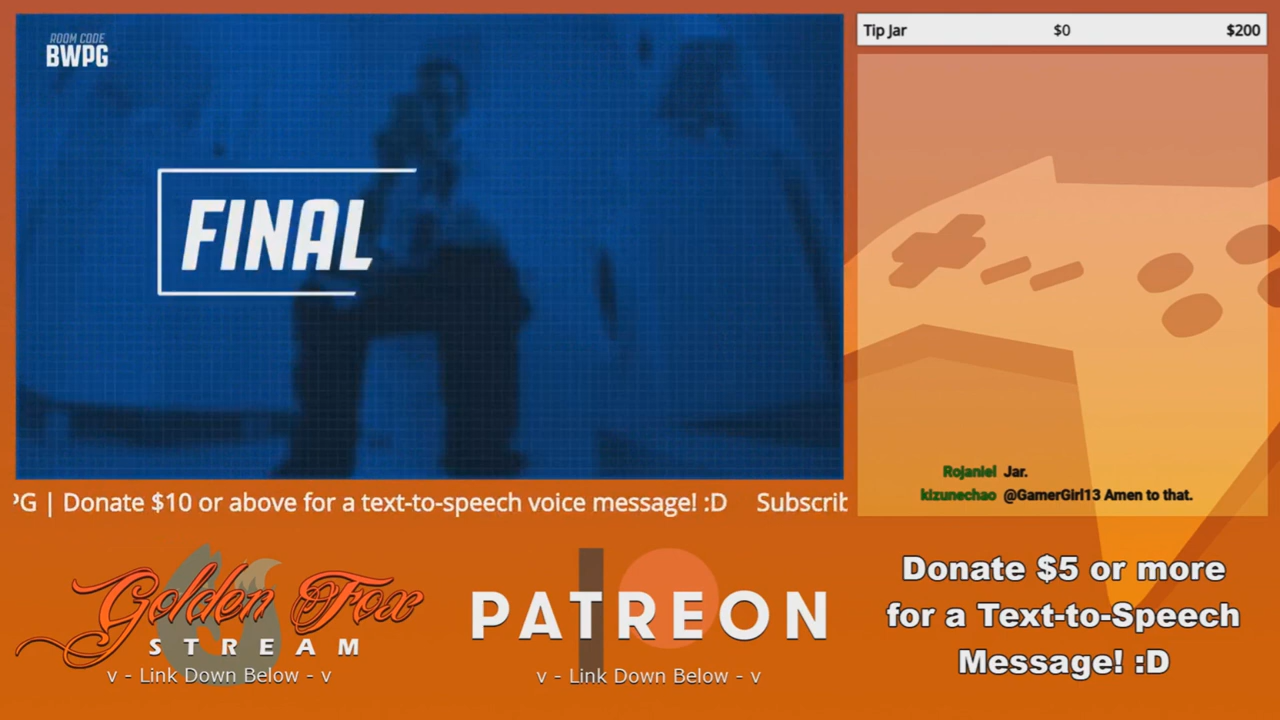 ROOM CODE
BWPG
FINAL
Tip Jar $0 $200
Rojaniel Jar.
kizunechao @GamerGirl13 Amen to that.
PG | Donate $10 or above for a text-to-speech voice message! :D Subscrib
Golden Fox
STREAM
v - Link Down Below - v
PATREON
v - Link Down Below - v
Donate $5 or more
for a Text-to-Speech
Message! :D